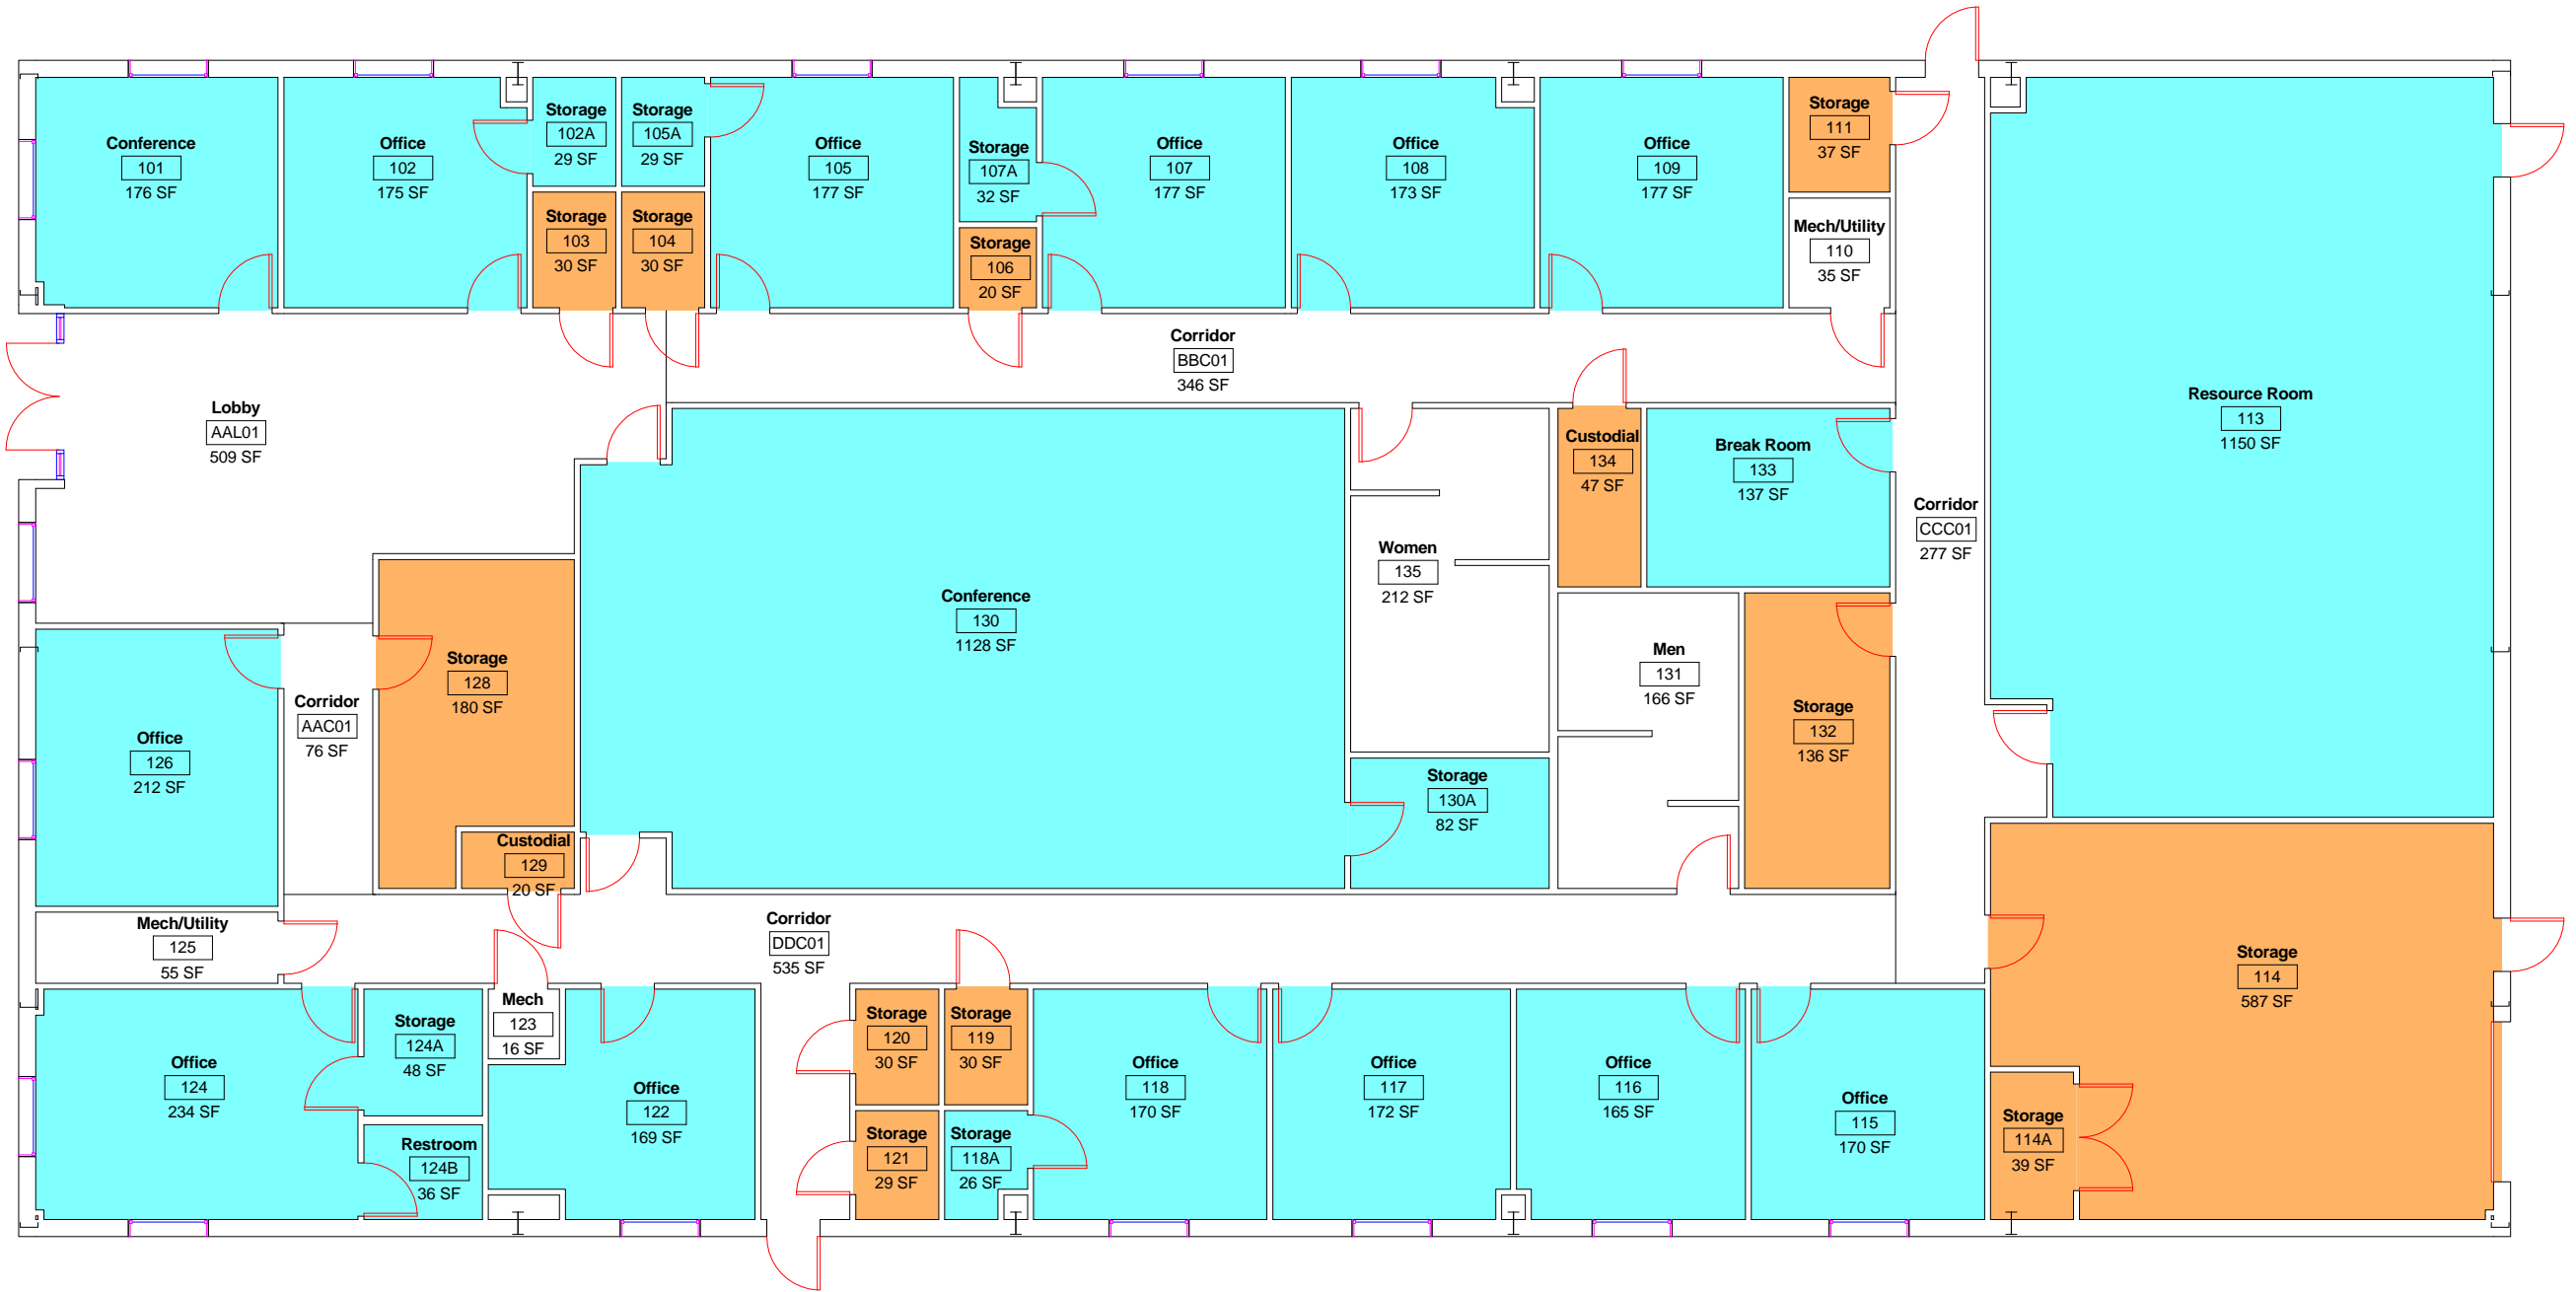 Conference
101
176 SF
Office
102
175 SF
Storage
102A
29 SF
Storage
103
30 SF
Storage
105A
29 SF
Storage
104
30 SF
Office
105
177 SF
Storage
107A
32 SF
Storage
106
20 SF
Office
107
177 SF
Office
108
173 SF
Office
109
177 SF
Storage
111
37 SF
Mech/Utility
110
35 SF
Corridor
BBC01
346 SF
Lobby
AAL01
509 SF
Resource Room
113
1150 SF
Custodial
134
47 SF
Break Room
133
137 SF
Corridor
CCC01
277 SF
Women
135
212 SF
Conference
130
1128 SF
Men
131
166 SF
Storage
132
136 SF
Storage
128
180 SF
Corridor
AAC01
76 SF
Office
126
212 SF
Storage
130A
82 SF
Custodial
129
20 SF
Mech/Utility
125
55 SF
Corridor
DDC01
535 SF
Storage
114
587 SF
Office
124
234 SF
Storage
124A
48 SF
Restroom
124B
36 SF
Mech
123
16 SF
Office
122
169 SF
Storage
120
30 SF
Storage
119
30 SF
Storage
121
29 SF
Storage
118A
26 SF
Office
118
170 SF
Office
117
172 SF
Office
116
165 SF
Office
115
170 SF
Storage
114A
39 SF